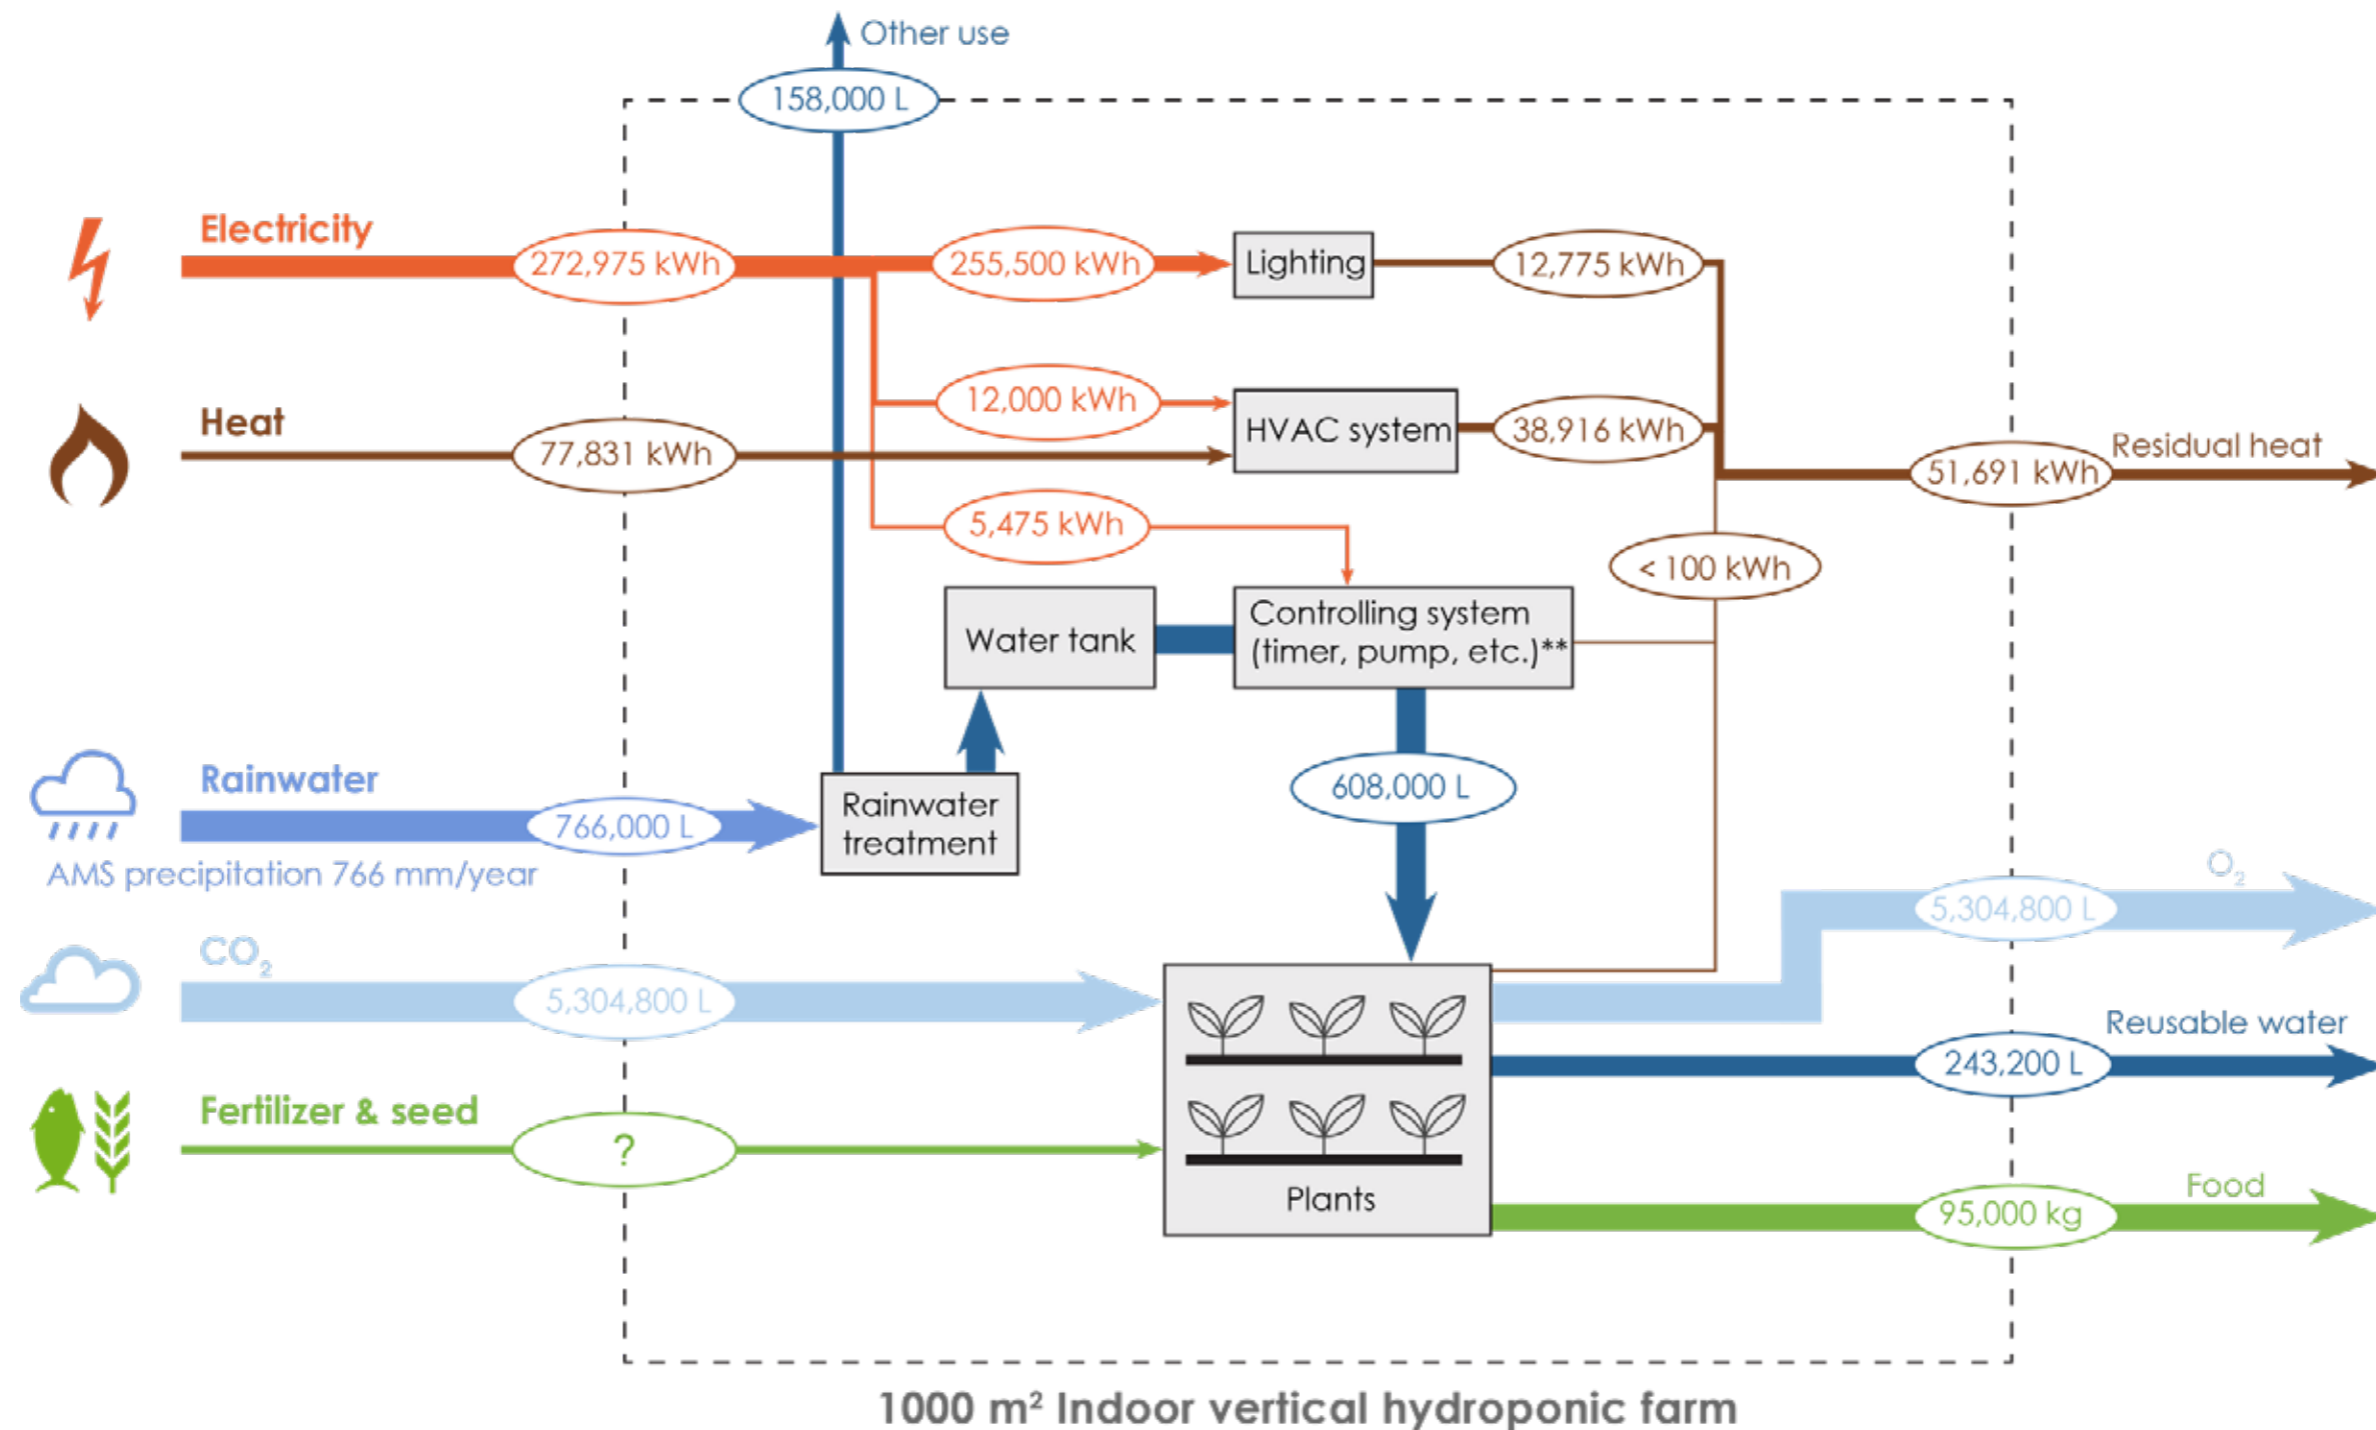 Other use
158,000 L
Electricity
272,975 kWh
255,500 kWh
Lighting
12,775 kWh
Heat
77,831 kWh
12,000 kWh
HVAC system
38,916 kWh
Residual heat
51,691 kWh
5,475 kWh
< 100 kWh
Water tank
Controlling system
(timer, pump, etc.)**
Rainwater
766,000 L
AMS precipitation 766 mm/year
Rainwater
treatment
608,000 L
CO₂
5,304,800 L
O₂
5,304,800 L
Reusable water
243,200 L
Fertilizer & seed
?
Plants
Food
95,000 kg
1000 m² Indoor vertical hydroponic farm